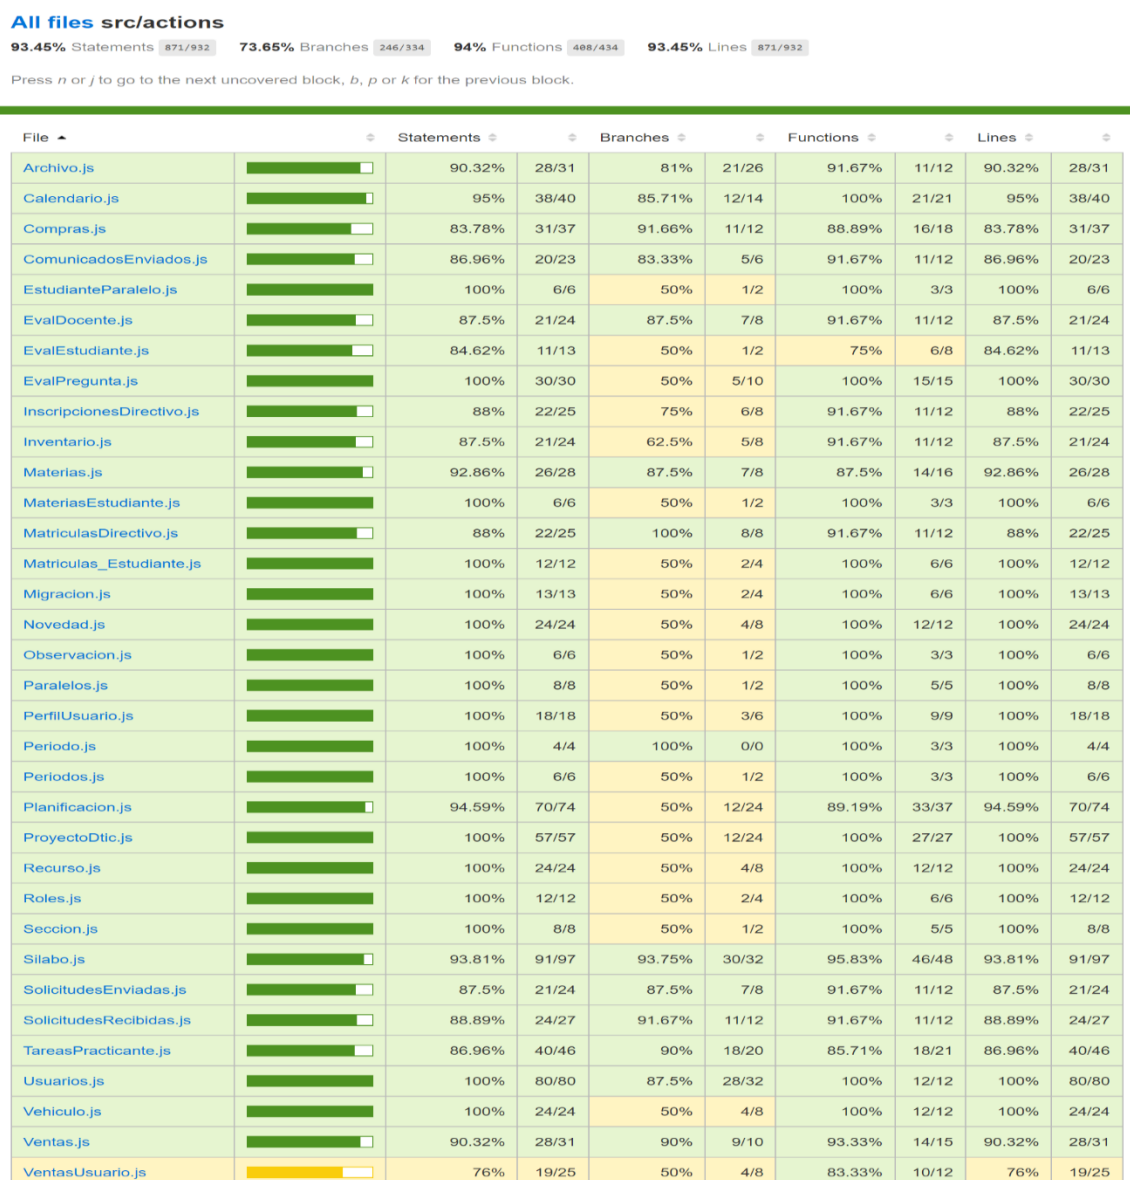 All files src/actions
93.45% Statements 871/932 73.65% Branches 246/334 94% Functions 408/434 93.45% Lines 871/932
Press n or j to go to the next uncovered block, b, p or k for the previous block.
File Statements Branches Functions Lines
Archivo.js 90.32% 28/31 81% 21/26 91.67% 11/12 90.32% 28/31
Calendario.js 95% 38/40 85.71% 12/14 100% 21/21 95% 38/40
Compras.js 83.78% 31/37 91.66% 11/12 88.89% 16/18 83.78% 31/37
ComunicadosEnviados.js 86.96% 20/23 83.33% 5/6 91.67% 11/12 86.96% 20/23
EstudianteParalelo.js 100% 6/6 50% 1/2 100% 3/3 100% 6/6
EvalDocente.js 87.5% 21/24 87.5% 7/8 91.67% 11/12 87.5% 21/24
EvalEstudiante.js 84.62% 11/13 50% 1/2 75% 6/8 84.62% 11/13
EvalPregunta.js 100% 30/30 50% 5/10 100% 15/15 100% 30/30
InscripcionesDirectivo.js 88% 22/25 75% 6/8 91.67% 11/12 88% 22/25
Inventario.js 87.5% 21/24 62.5% 5/8 91.67% 11/12 87.5% 21/24
Materias.js 92.86% 26/28 87.5% 7/8 87.5% 14/16 92.86% 26/28
MateriasEstudiante.js 100% 6/6 50% 1/2 100% 3/3 100% 6/6
MatriculasDirectivo.js 88% 22/25 100% 8/8 91.67% 11/12 88% 22/25
Matriculas_Estudiante.js 100% 12/12 50% 2/4 100% 6/6 100% 12/12
Migracion.js 100% 13/13 50% 2/4 100% 6/6 100% 13/13
Novedad.js 100% 24/24 50% 4/8 100% 12/12 100% 24/24
Observacion.js 100% 6/6 50% 1/2 100% 3/3 100% 6/6
Paralelos.js 100% 8/8 50% 1/2 100% 5/5 100% 8/8
PerfilUsuario.js 100% 18/18 50% 3/6 100% 9/9 100% 18/18
Periodo.js 100% 4/4 100% 0/0 100% 3/3 100% 4/4
Periodos.js 100% 6/6 50% 1/2 100% 3/3 100% 6/6
Planificacion.js 94.59% 70/74 50% 12/24 89.19% 33/37 94.59% 70/74
ProyectoDtic.js 100% 57/57 50% 12/24 100% 27/27 100% 57/57
Recurso.js 100% 24/24 50% 4/8 100% 12/12 100% 24/24
Roles.js 100% 12/12 50% 2/4 100% 6/6 100% 12/12
Seccion.js 100% 8/8 50% 1/2 100% 5/5 100% 8/8
Silabo.js 93.81% 91/97 93.75% 30/32 95.83% 46/48 93.81% 91/97
SolicitudesEnviadas.js 87.5% 21/24 87.5% 7/8 91.67% 11/12 87.5% 21/24
SolicitudesRecibidas.js 88.89% 24/27 91.67% 11/12 91.67% 11/12 88.89% 24/27
TareasPracticante.js 86.96% 40/46 90% 18/20 85.71% 18/21 86.96% 40/46
Usuarios.js 100% 80/80 87.5% 28/32 100% 12/12 100% 80/80
Vehiculo.js 100% 24/24 50% 4/8 100% 12/12 100% 24/24
Ventas.js 90.32% 28/31 90% 9/10 93.33% 14/15 90.32% 28/31
VentasUsuario.js 76% 19/25 50% 4/8 83.33% 10/12 76% 19/25